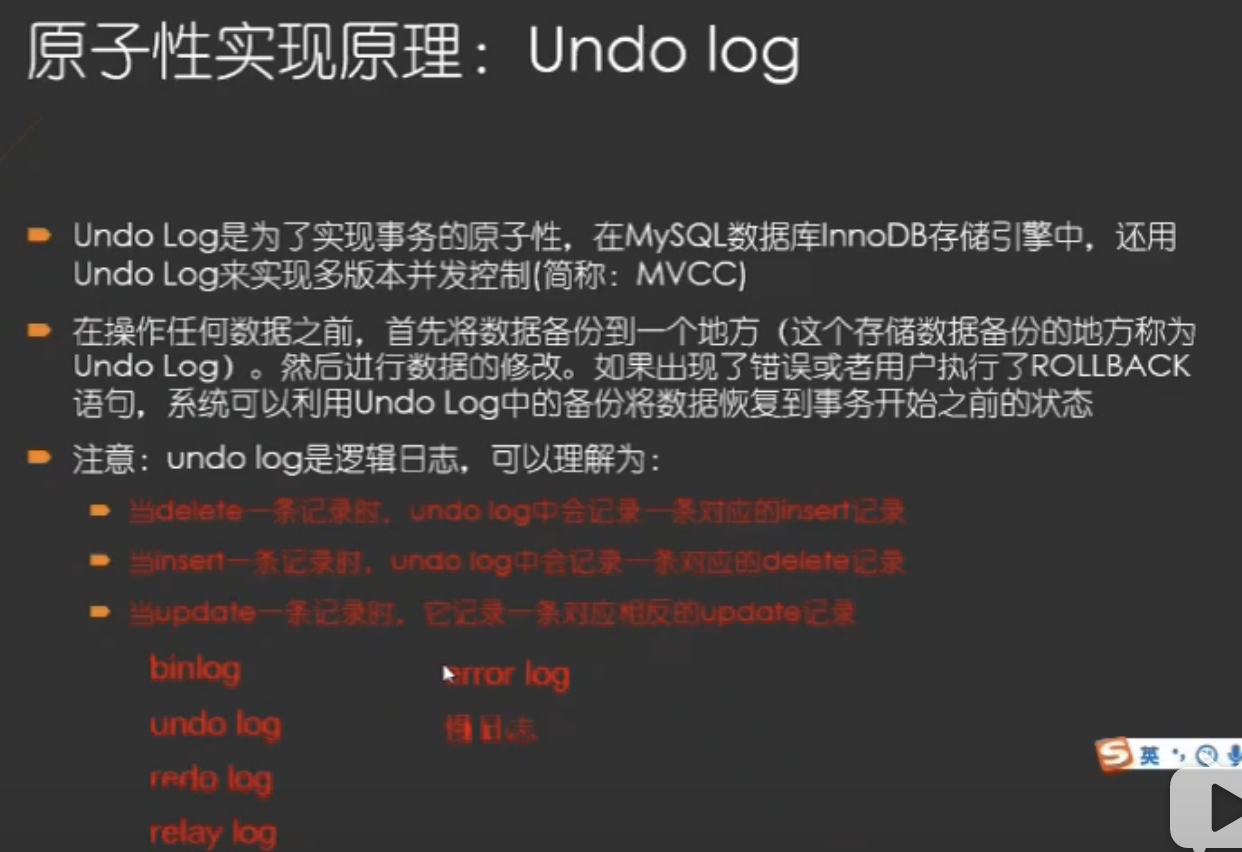 原子性实现原理：Undo log
Undo Log是为了实现事务的原子性，在MySQL数据库InnoDB存储引擎中，还用
Undo Log来实现多版本并发控制(简称：MVCC)
在操作任何数据之前，首先将数据备份到一个地方（这个存储数据备份的地方称为
Undo Log）。然后进行数据的修改。如果出现了错误或者用户执行了ROLLBACK
语句，系统可以利用Undo Log中的备份将数据恢复到事务开始之前的状态
注意：undo log是逻辑日志，可以理解为：
当delete一条记录时，undo log中会记录一条对应的insert记录
当insert一条记录时，undo log中会记录一条对应的delete记录
当update一条记录时，它记录一条对应相反的update记录
binlog
error log
undo log
慢日志
redo log
relay log
英